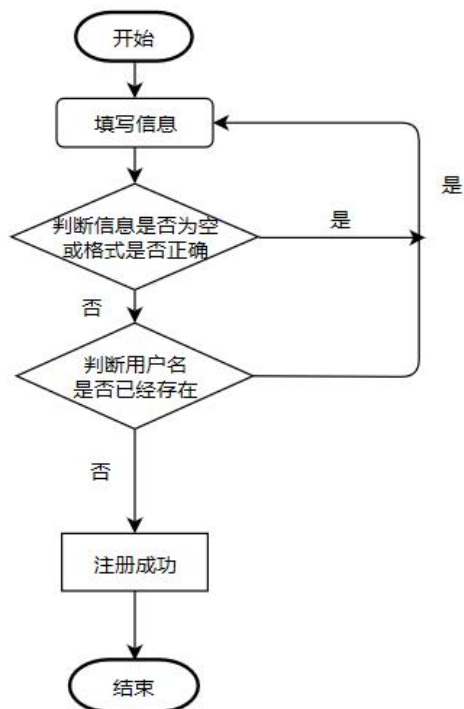 开始
填写信息
是
判断信息是否为空
或格式是否正确
是
否
判断用户名
是否已经存在
否
注册成功
结束